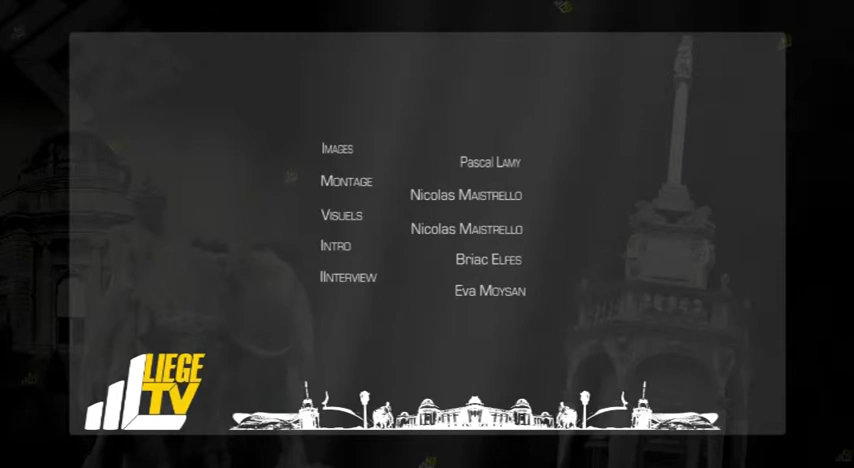 IMAGES
Pascal LAMY
MONTAGE
Nicolas MAISTRELLO
VISUELS
Nicolas MAISTRELLO
INTRO
Briac ELFES
IINTERVIEW
Eva MOYSAN
LIEGE
TV